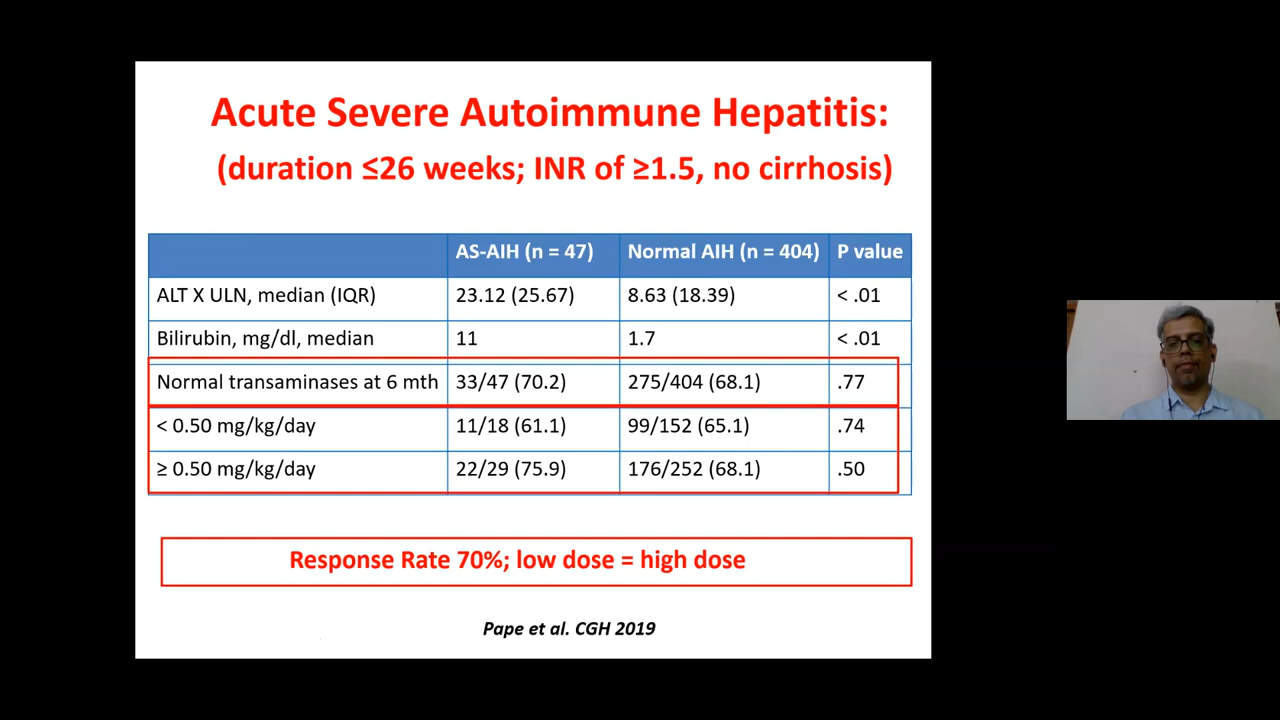 Acute Severe Autoimmune Hepatitis:
(duration ≤26 weeks; INR of ≥1.5, no cirrhosis)
AS-AIH (n = 47) Normal AIH (n = 404) P value
ALT X ULN, median (IQR) 23.12 (25.67) 8.63 (18.39) < .01
Bilirubin, mg/dl, median 11 1.7 < .01
Normal transaminases at 6 mth 33/47 (70.2) 275/404 (68.1) .77
< 0.50 mg/kg/day 11/18 (61.1) 99/152 (65.1) .74
≥ 0.50 mg/kg/day 22/29 (75.9) 176/252 (68.1) .50
Response Rate 70%; low dose = high dose
Pape et al. CGH 2019